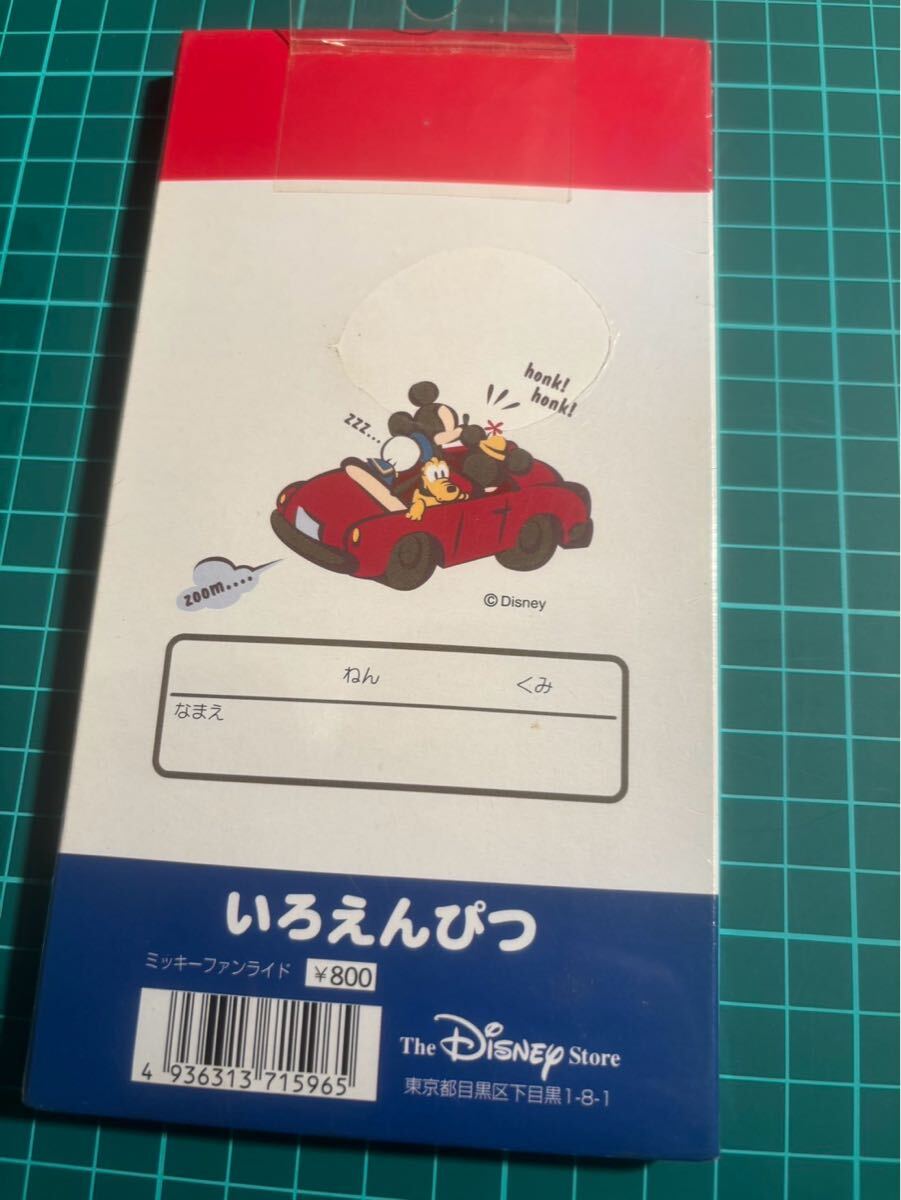 honk!
honk!
zzz...
zoom....
© Disney
ねん くみ
なまえ
いろえんぴつ
ミッキーファンライド ¥800
4 936313 715965
The Disney Store
東京都目黒区下目黒1-8-1